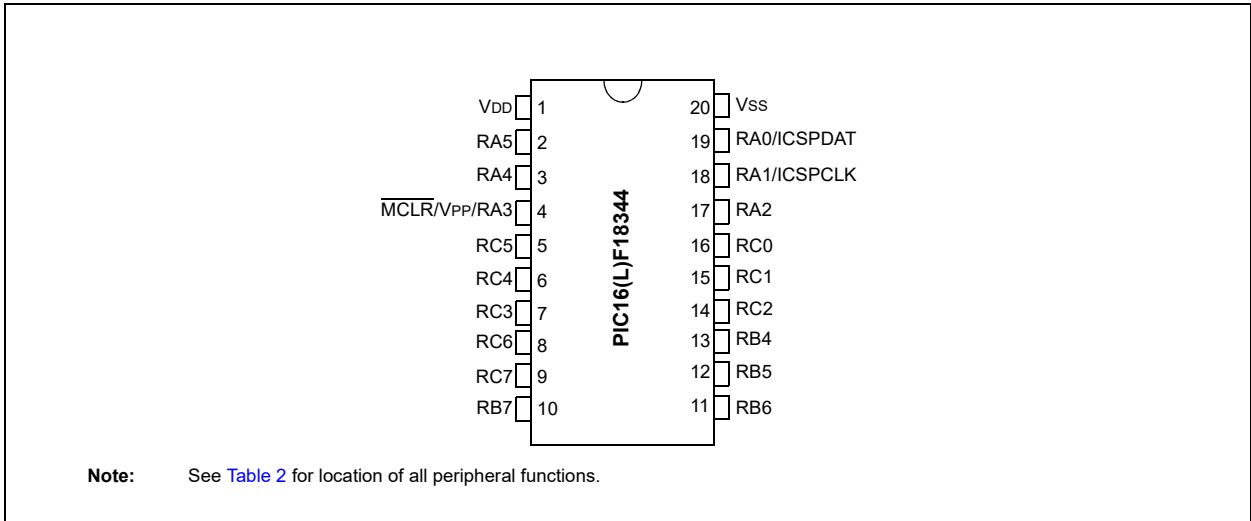 VDD 1 20 VSS
RA5 2 19 RA0/ICSPDAT
RA4 3 18 RA1/ICSPCLK
MCLR/VPP/RA3 4 17 RA2
RC5 5 16 RC0
RC4 6 15 RC1
RC3 7 14 RC2
RC6 8 13 RB4
RC7 9 12 RB5
RB7 10 11 RB6
PIC16(L)F18344
Note: See Table 2 for location of all peripheral functions.